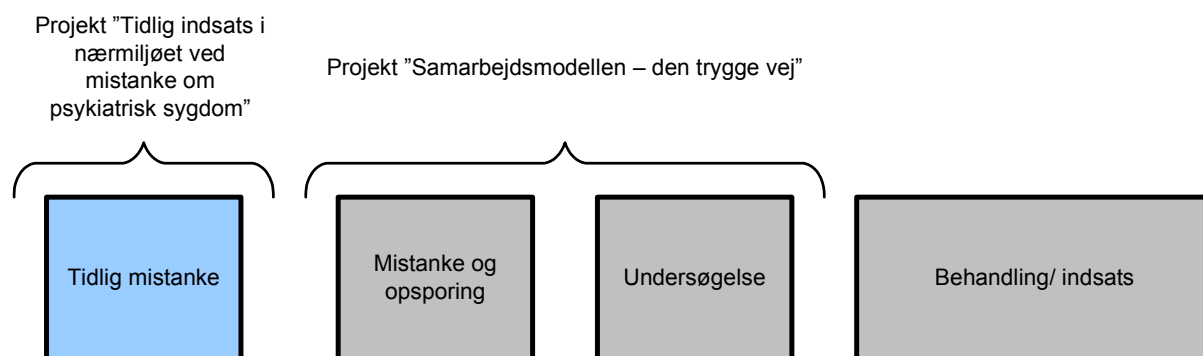 Projekt ”Tidlig indsats i
nærmiljøet ved
mistanke om
psykiatrisk sygdom”
Projekt ”Samarbejdsmodellen – den trygge vej”
Tidlig mistanke
Mistanke og
opsporing
Undersøgelse
Behandling/ indsats